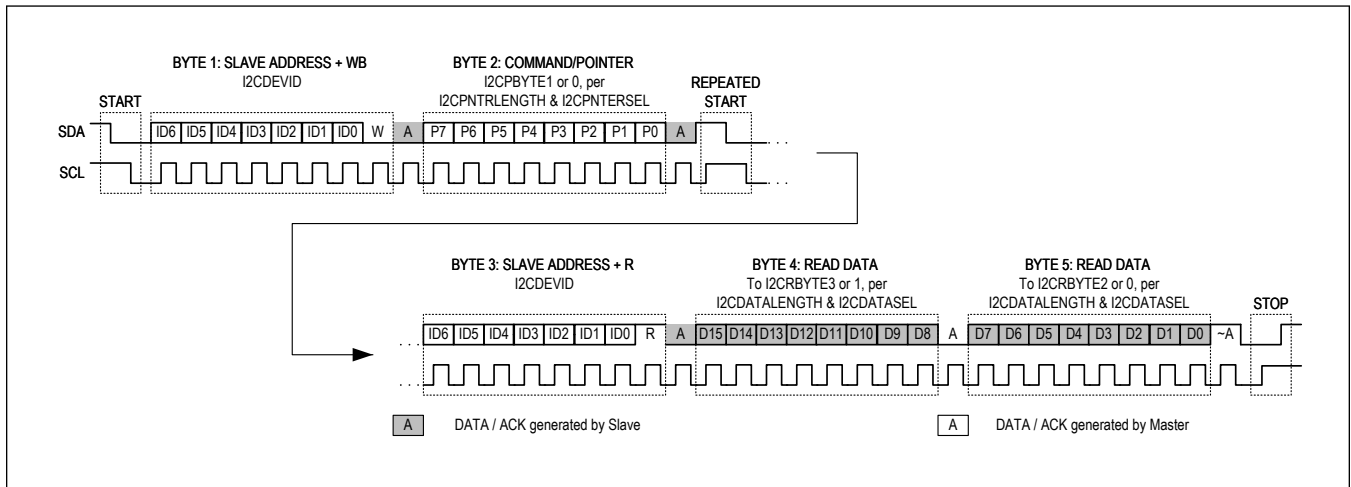 BYTE 1: SLAVE ADDRESS + WB
I2CDEVID
BYTE 2: COMMAND/POINTER
I2CPBYTE1 or 0, per
I2CPNTRLENGTH & I2CPNTERSEL
START
REPEATED
START
SDA ID6 ID5 ID4 ID3 ID2 ID1 ID0 W A P7 P6 P5 P4 P3 P2 P1 P0 A . . .
SCL . . .
BYTE 3: SLAVE ADDRESS + R
I2CDEVID
BYTE 4: READ DATA
To I2CRBYTE3 or 1, per
I2CDATALENGTH & I2CDATASEL
BYTE 5: READ DATA
To I2CRBYTE2 or 0, per
I2CDATALENGTH & I2CDATASEL
STOP
. . . ID6 ID5 ID4 ID3 ID2 ID1 ID0 R A D15 D14 D13 D12 D11 D10 D9 D8 A D7 D6 D5 D4 D3 D2 D1 D0 ~A
. . .
A DATA / ACK generated by Slave
A DATA / ACK generated by Master